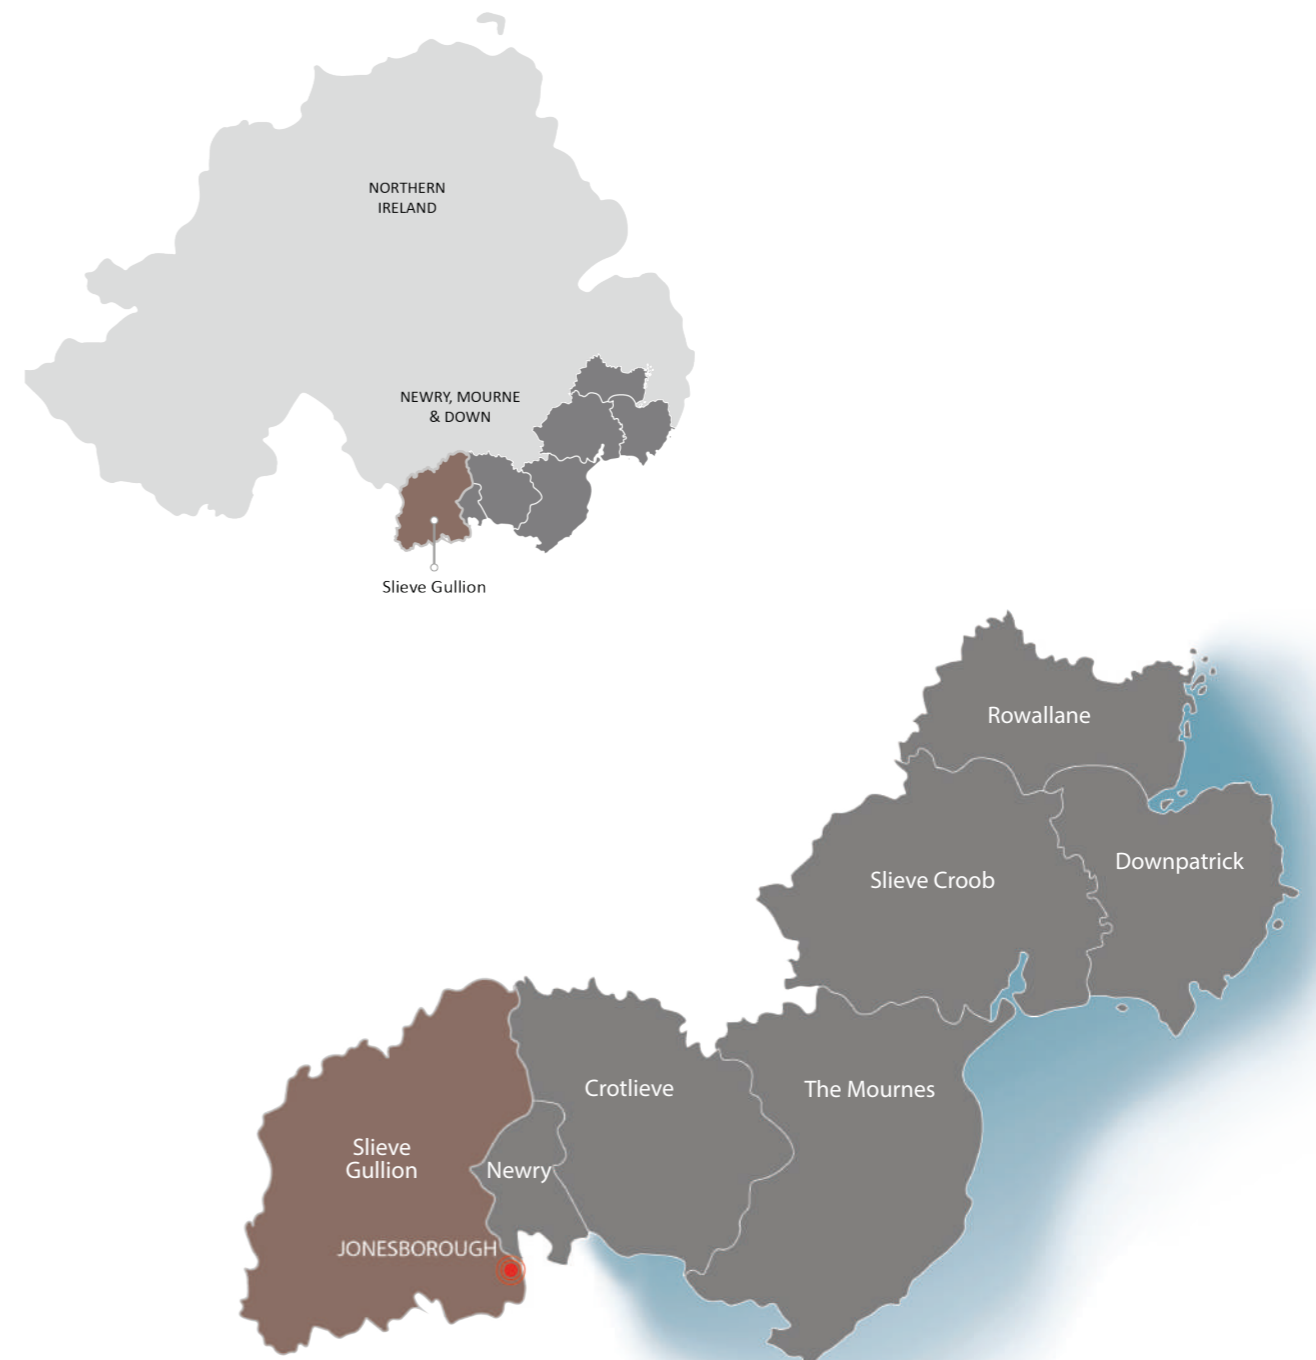 NORTHERN
IRELAND
NEWRY, MOURNE
& DOWN
Slieve Gullion
Rowallane
Downpatrick
Slieve Croob
Crotlieve
The Mournes
Slieve
Gullion
Newry
JONESBOROUGH